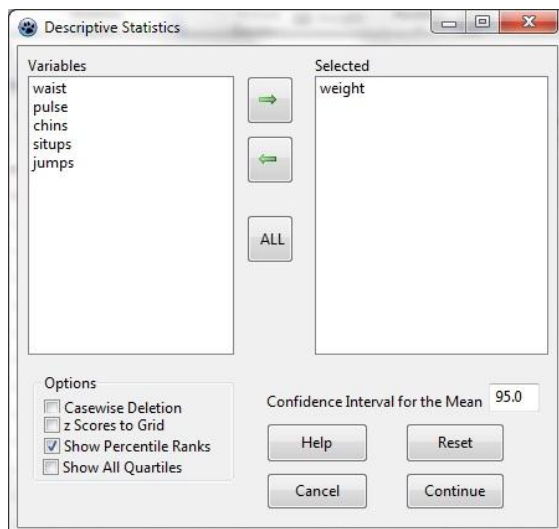 Descriptive Statistics
Variables
waist
pulse
chins
situps
jumps
ALL
Selected
weight
Options
Casewise Deletion
z Scores to Grid
Show Percentile Ranks
Show All Quartiles
Confidence Interval for the Mean 95.0
Help Reset
Cancel Continue